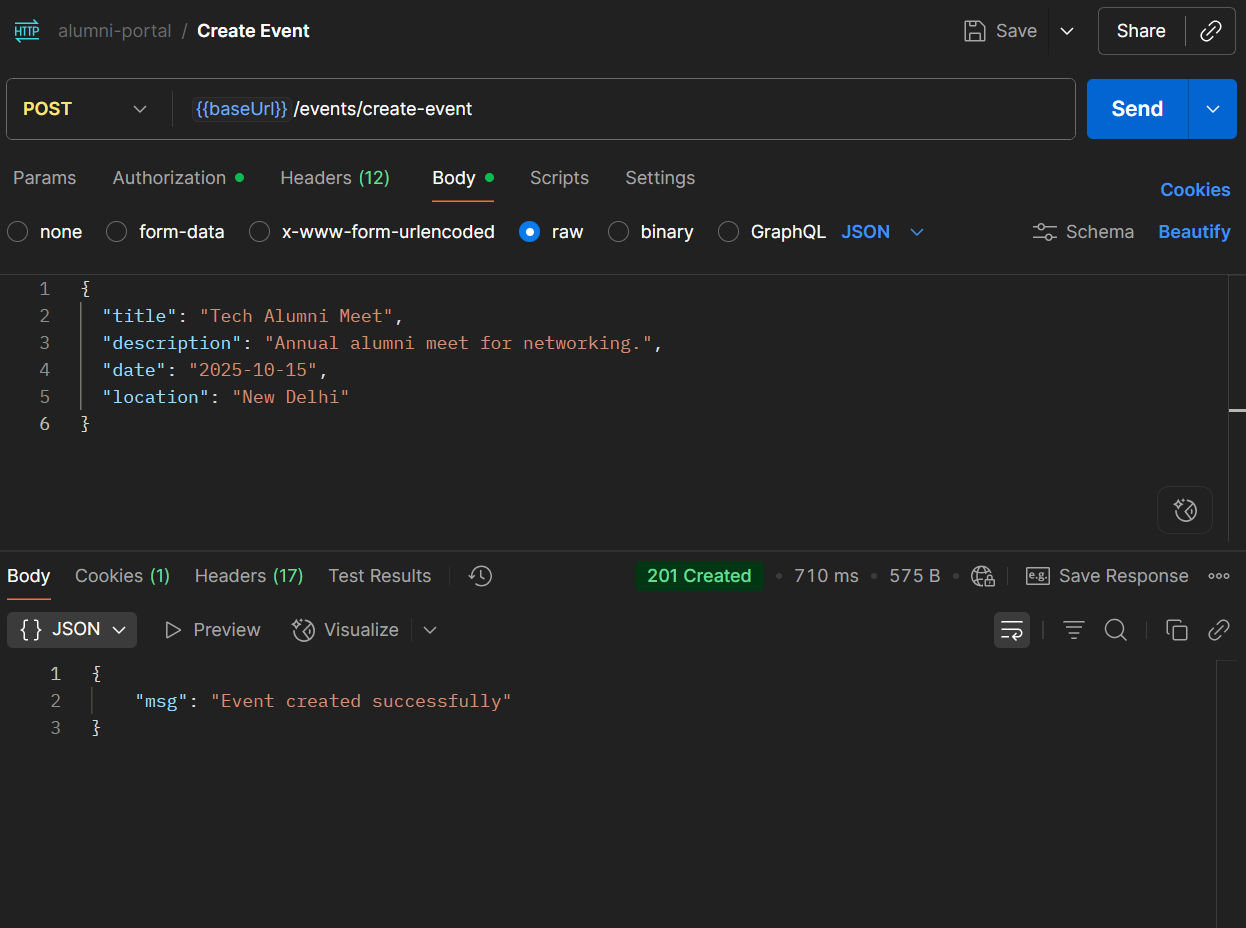 HTTP alumni-portal / Create Event Save Share
POST {{baseUrl}} /events/create-event Send
Params Authorization Headers (12) Body Scripts Settings Cookies
none form-data x-www-form-urlencoded raw binary GraphQL JSON Schema Beautify
1 {
2 "title": "Tech Alumni Meet",
3 "description": "Annual alumni meet for networking.",
4 "date": "2025-10-15",
5 "location": "New Delhi"
6 }
Body Cookies (1) Headers (17) Test Results 201 Created • 710 ms • 575 B • e.g. Save Response
{} JSON Preview Visualize
1 {
2 "msg": "Event created successfully"
3 }